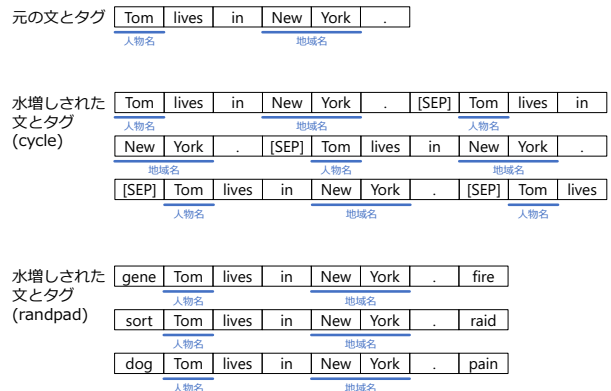 元の文とタグ Tom lives in New York .
人物名 地域名
水増しされた文とタグ (cycle)
Tom lives in New York . [SEP] Tom lives in
人物名 地域名 人物名
New York . [SEP] Tom lives in New York .
地域名 人物名 地域名
[SEP] Tom lives in New York . [SEP] Tom lives
人物名 地域名 人物名
水増しされた文とタグ (randpad)
gene Tom lives in New York . fire
人物名 地域名
sort Tom lives in New York . raid
人物名 地域名
dog Tom lives in New York . pain
人物名 地域名